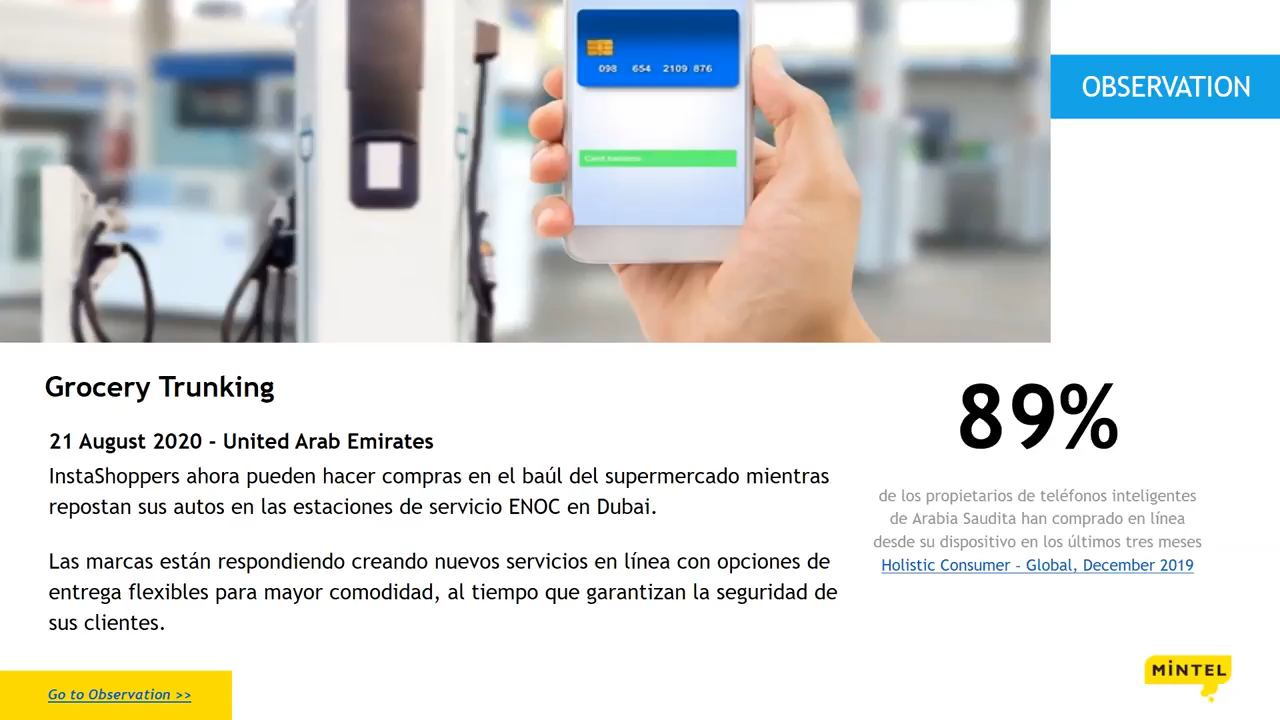 098 654 2109 876
OBSERVATION
Grocery Trunking
21 August 2020 - United Arab Emirates
InstaShoppers ahora pueden hacer compras en el baúl del supermercado mientras
repostan sus autos en las estaciones de servicio ENOC en Dubai.
Las marcas están respondiendo creando nuevos servicios en línea con opciones de
entrega flexibles para mayor comodidad, al tiempo que garantizan la seguridad de
sus clientes.
89%
de los propietarios de teléfonos inteligentes
de Arabia Saudita han comprado en línea
desde su dispositivo en los últimos tres meses
Holistic Consumer - Global, December 2019
Go to Observation >>
MINTEL